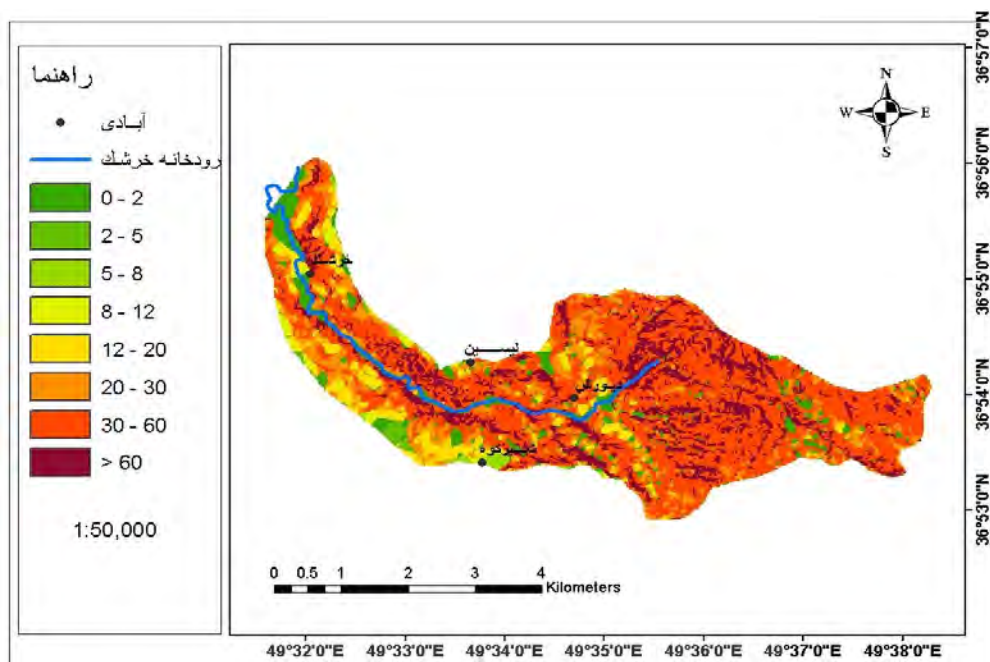 راهنما
آبادی
رودخانه خرشك
0 - 2
2 - 5
5 - 8
8 - 12
12 - 20
20 - 30
30 - 60
> 60
1:50,000
N
W E
S
خرشك
ليسين
0 0.5 1 2 3 4
Kilometers
36°57'0"N
36°56'0"N
36°55'0"N
36°54'0"N
36°53'0"N
49°32'0"E 49°33'0"E 49°34'0"E 49°35'0"E 49°36'0"E 49°37'0"E 49°38'0"E